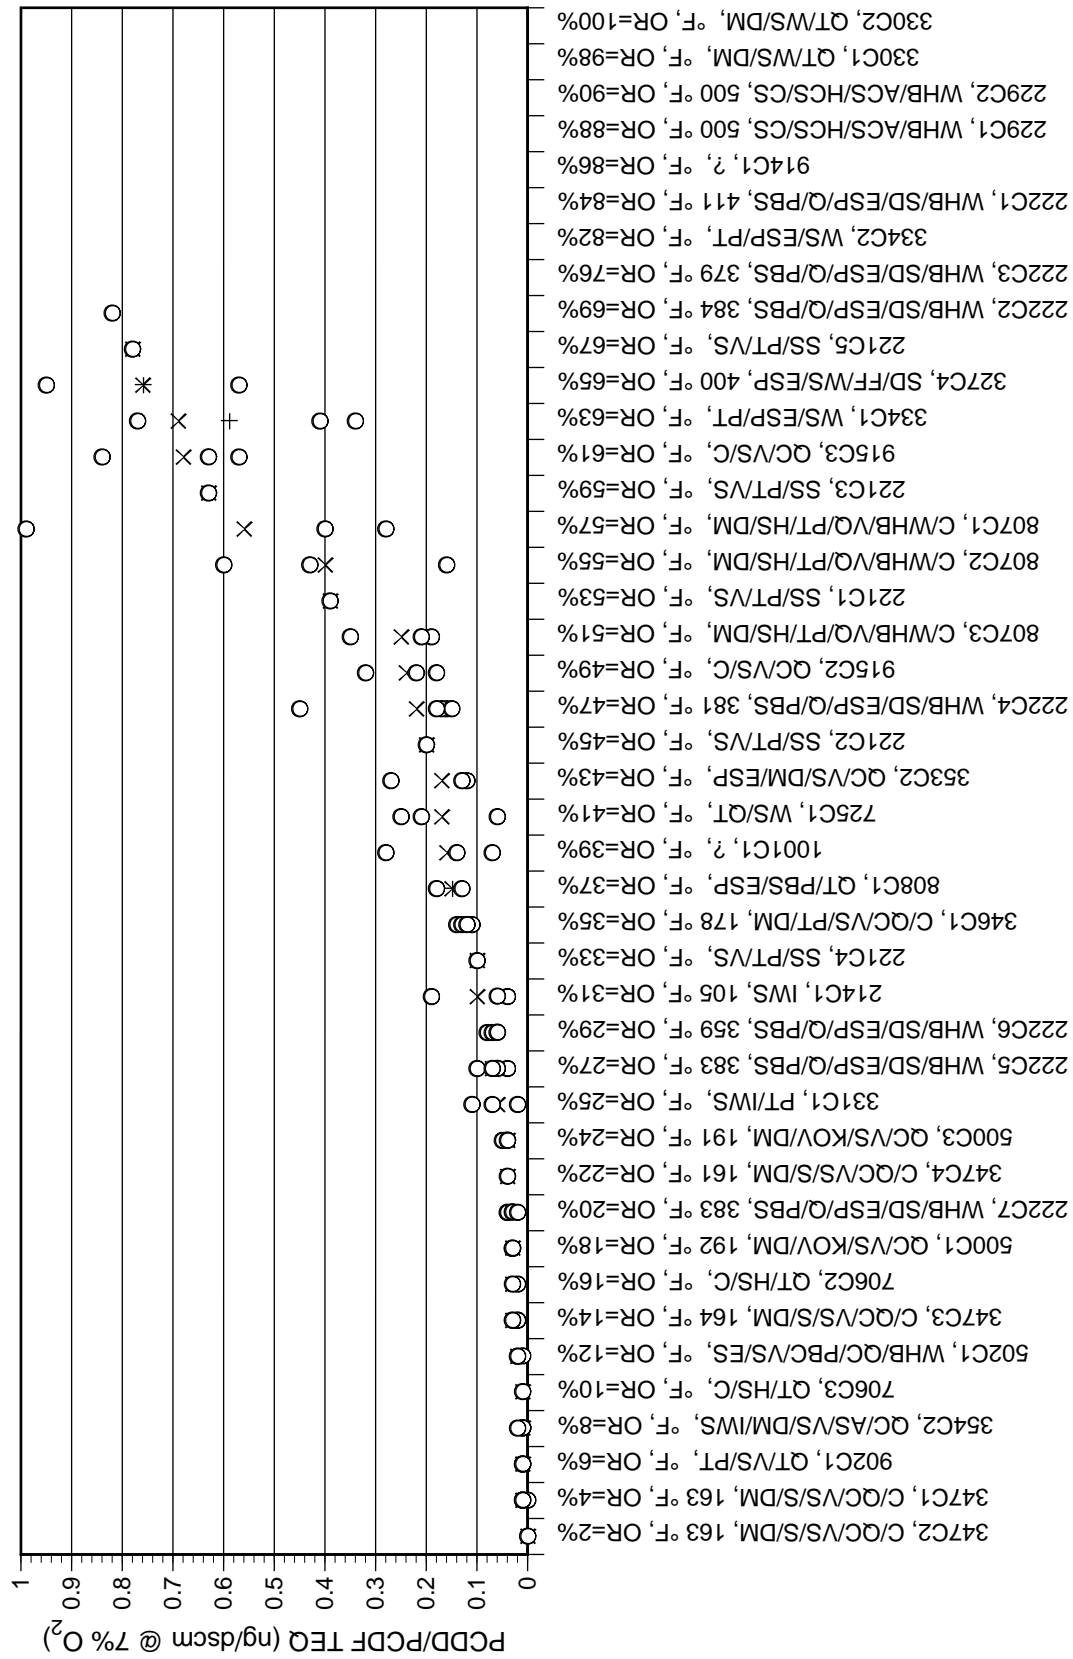 PCDD/PCDF TEQ (ng/dscm @ 7% O2)
0
0.1
0.2
0.3
0.4
0.5
0.6
0.7
0.8
0.9
1
347C2, C/QC/VS/S/DM, 163 °F, OR=2%
347C1, C/QC/VS/S/DM, 163 °F, OR=4%
902C1, QT/VS/PT, °F, OR=6%
354C2, QC/AS/VS/DM/IWS, °F, OR=8%
706C3, QT/HS/C, °F, OR=10%
502C1, WHB/QC/PBC/VS/ES, °F, OR=12%
347C3, C/QC/VS/S/DM, 164 °F, OR=14%
706C2, QT/HS/C, °F, OR=16%
500C1, QC/VS/KOV/DM, 192 °F, OR=18%
222C7, WHB/SD/ESP/Q/PBS, 383 °F, OR=20%
347C4, C/QC/VS/S/DM, 161 °F, OR=22%
500C3, QC/VS/KOV/DM, 191 °F, OR=24%
331C1, PT/IWS, °F, OR=25%
222C5, WHB/SD/ESP/Q/PBS, 383 °F, OR=27%
222C6, WHB/SD/ESP/Q/PBS, 359 °F, OR=29%
214C1, IWS, 105 °F, OR=31%
221C4, SS/PT/VS, °F, OR=33%
346C1, C/QC/VS/PT/DM, 178 °F, OR=35%
808C1, QT/PBS/ESP, °F, OR=37%
1001C1, ?, °F, OR=39%
725C1, WS/QT, °F, OR=41%
353C2, QC/VS/DM/ESP, °F, OR=43%
221C2, SS/PT/VS, °F, OR=45%
222C4, WHB/SD/ESP/Q/PBS, 381 °F, OR=47%
915C2, QC/VS/C, °F, OR=49%
807C3, C/WHB/VQ/PT/HS/DM, °F, OR=51%
221C1, SS/PT/VS, °F, OR=53%
807C2, C/WHB/VQ/PT/HS/DM, °F, OR=55%
807C1, C/WHB/VQ/PT/HS/DM, °F, OR=57%
221C3, SS/PT/VS, °F, OR=59%
915C3, QC/VS/C, °F, OR=61%
334C1, WS/ESP/PT, °F, OR=63%
327C4, SD/FF/WS/ESP, 400 °F, OR=65%
221C5, SS/PT/VS, °F, OR=67%
222C2, WHB/SD/ESP/Q/PBS, 384 °F, OR=69%
222C3, WHB/SD/ESP/Q/PBS, 379 °F, OR=76%
334C2, WS/ESP/PT, °F, OR=82%
222C1, WHB/SD/ESP/Q/PBS, 411 °F, OR=84%
914C1, ?, °F, OR=86%
229C1, WHB/ACS/HCS/CS, 500 °F, OR=88%
229C2, WHB/ACS/HCS/CS, 500 °F, OR=90%
330C1, QT/WS/DM, °F, OR=98%
330C2, QT/WS/DM, °F, OR=100%